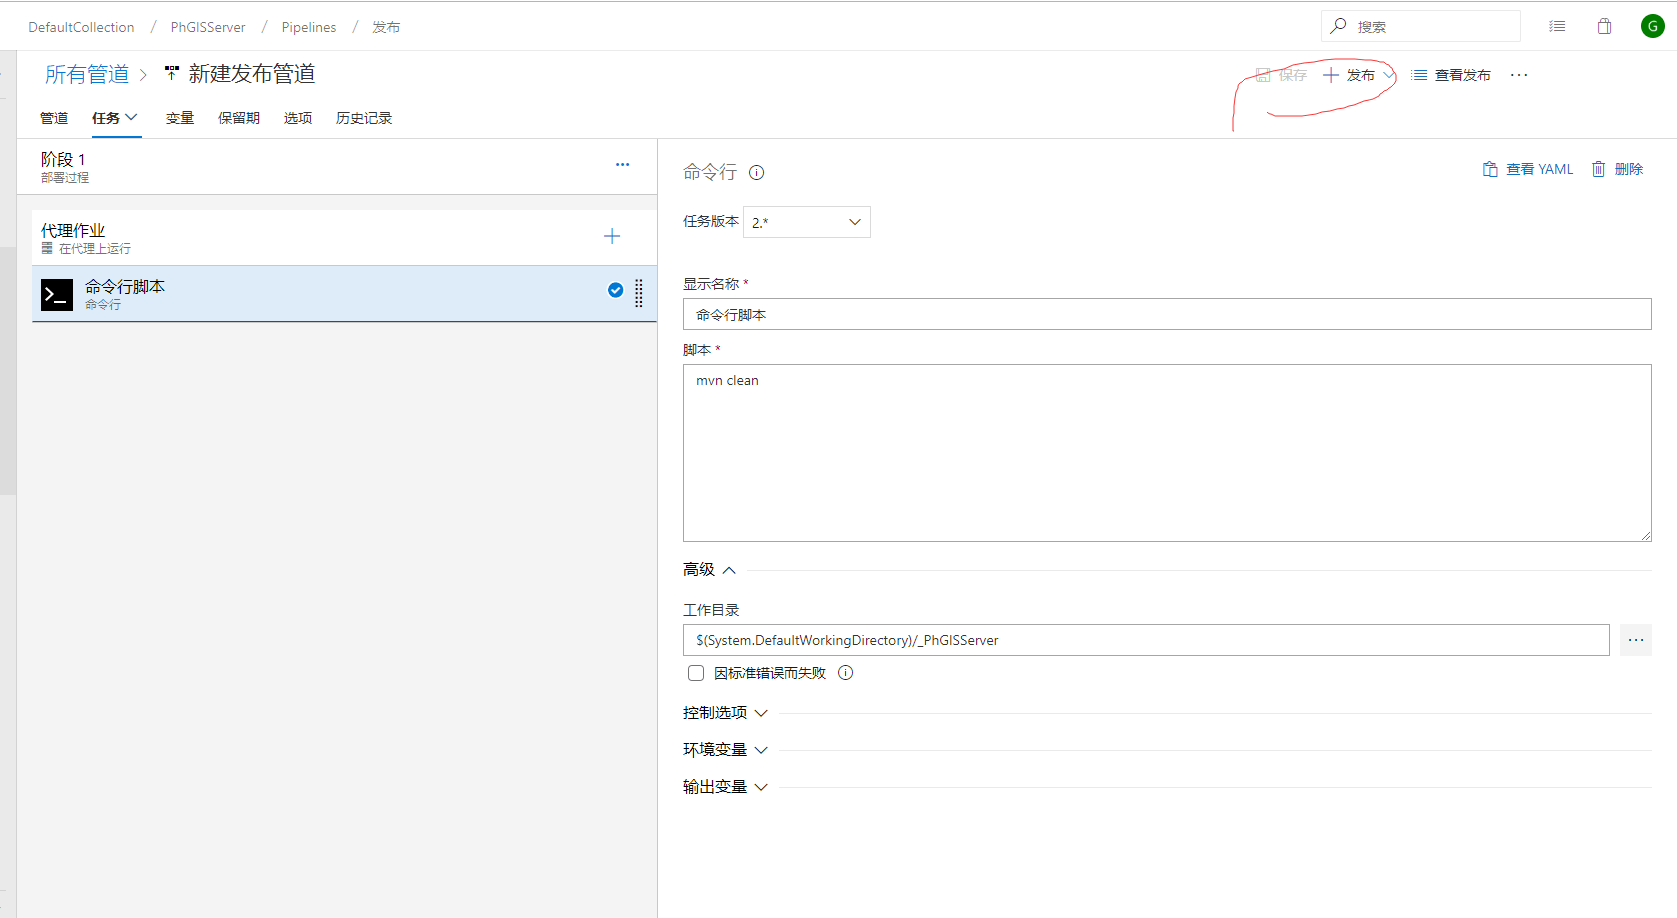 DefaultCollection / PhGISServer / Pipelines / 发布
搜索
G
所有管道 > 新建发布管道
保存 + 发布 查看发布 ...
管道 任务 变量 保留期 选项 历史记录
阶段 1
部署过程
代理作业
在代理上运行
命令行脚本
命令行
命令行
查看 YAML 删除
任务版本 2.*
显示名称 *
命令行脚本
脚本 *
mvn clean
高级
工作目录
$(System.DefaultWorkingDirectory)/_PhGISServer
因标准错误而失败
控制选项
环境变量
输出变量